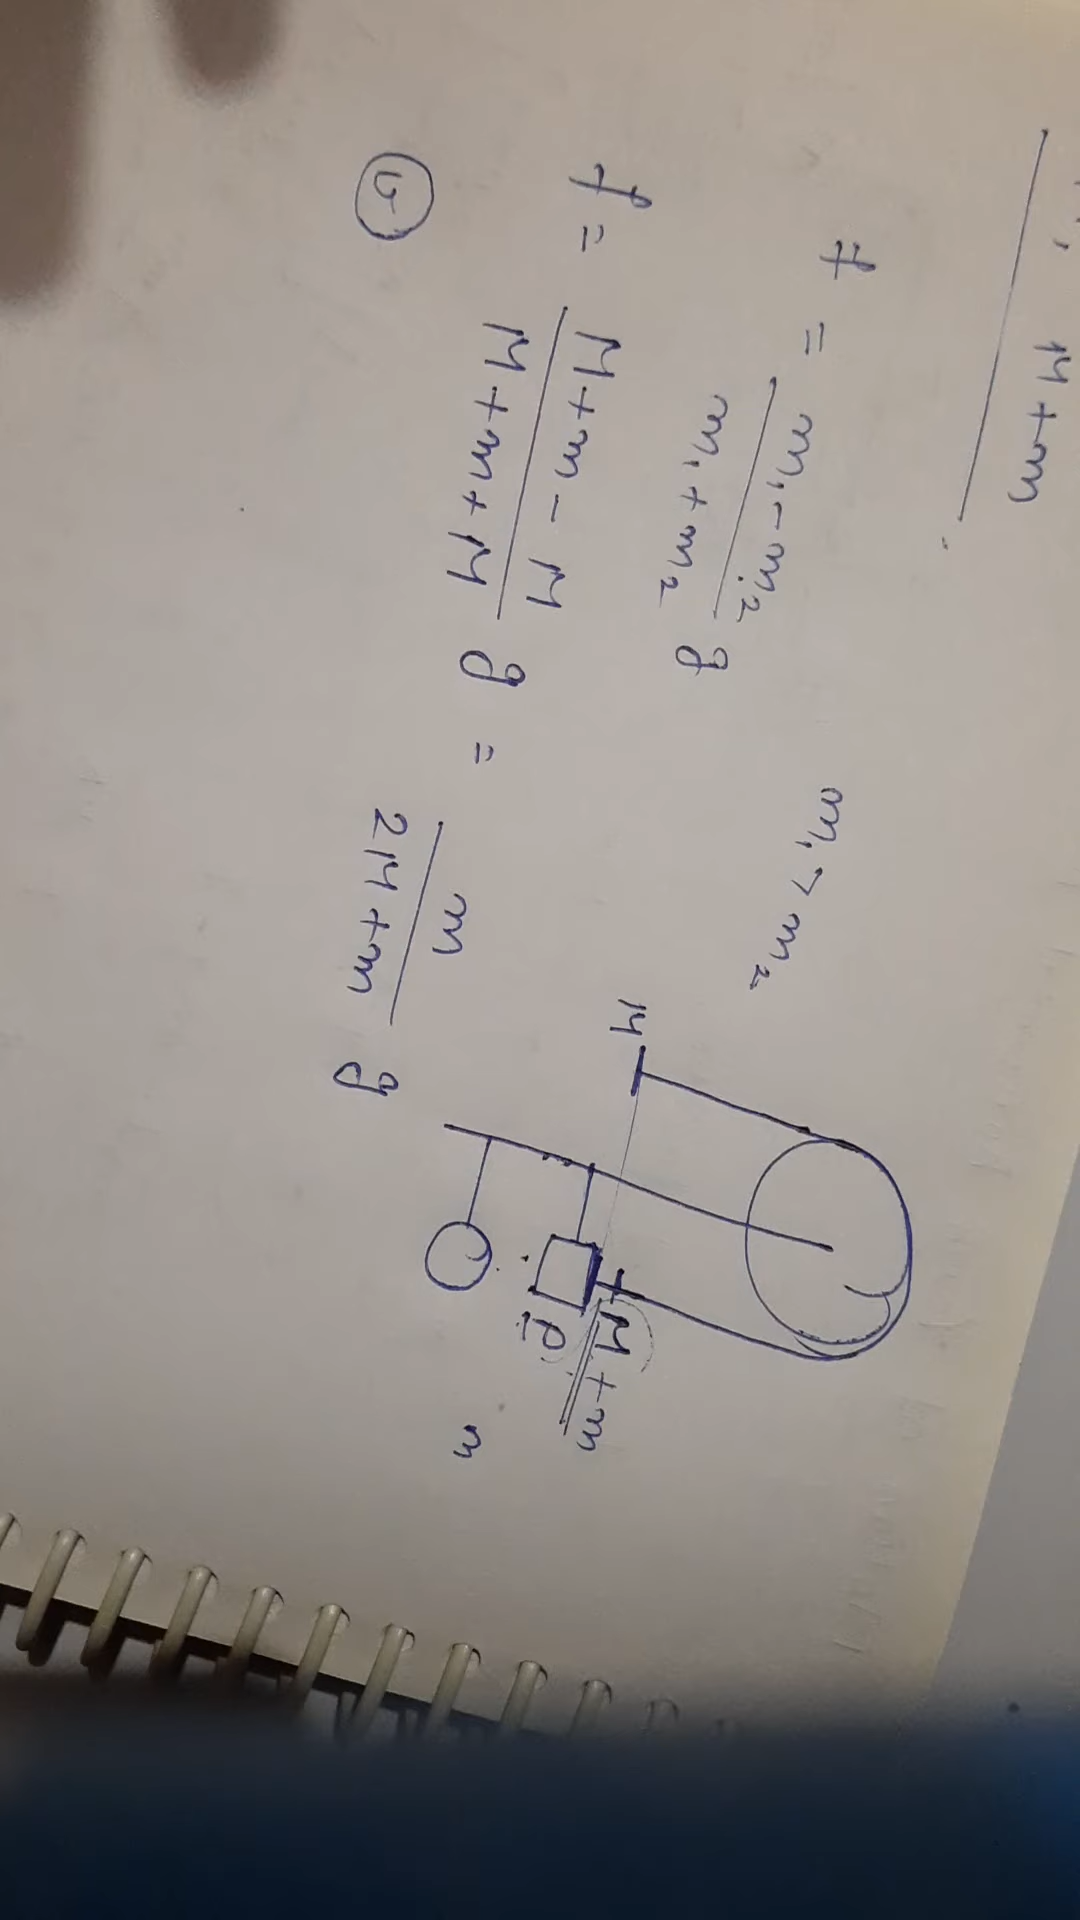 M+m
f = (m₁ - m₂)/(m₁ + m₂) g
m₁ > m₂
f = (M+m - M)/(M+m+M) g = m/(2M+m) g
M
M+m
P
m